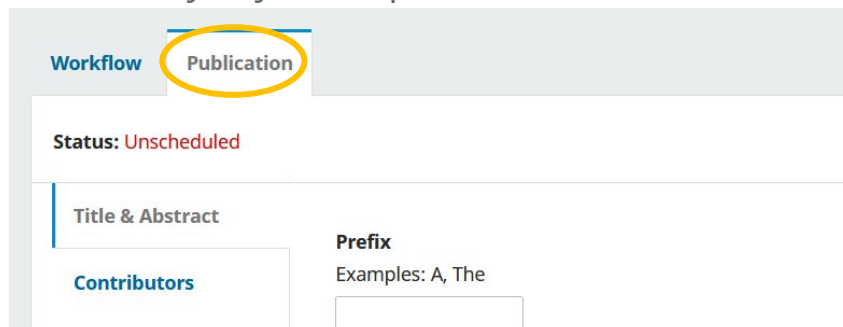 Workflow Publication
Status: Unscheduled
Title & Abstract
Prefix
Examples: A, The
Contributors